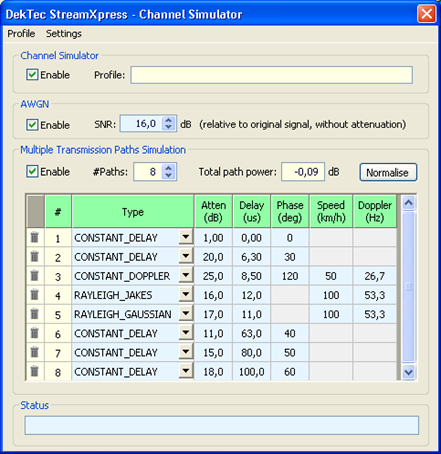 DekTec StreamXpress - Channel Simulator
Profile Settings
Channel Simulator
Enable Profile:
AWGN
Enable SNR: 16,0 dB (relative to original signal, without attenuation)
Multiple Transmission Paths Simulation
Enable #Paths: 8 Total path power: -0,09 dB Normalise
# Type Atten (dB) Delay (us) Phase (deg) Speed (km/h) Doppler (Hz)
1 CONSTANT_DELAY 1,00 0,00 0
2 CONSTANT_DELAY 20,0 6,30 30
3 CONSTANT_DOPPLER 25,0 8,50 120 50 26,7
4 RAYLEIGH_JAKES 16,0 12,0 100 53,3
5 RAYLEIGH_GAUSSIAN 17,0 11,0 100 53,3
6 CONSTANT_DELAY 11,0 63,0 40
7 CONSTANT_DELAY 15,0 80,0 50
8 CONSTANT_DELAY 18,0 100,0 60
Status